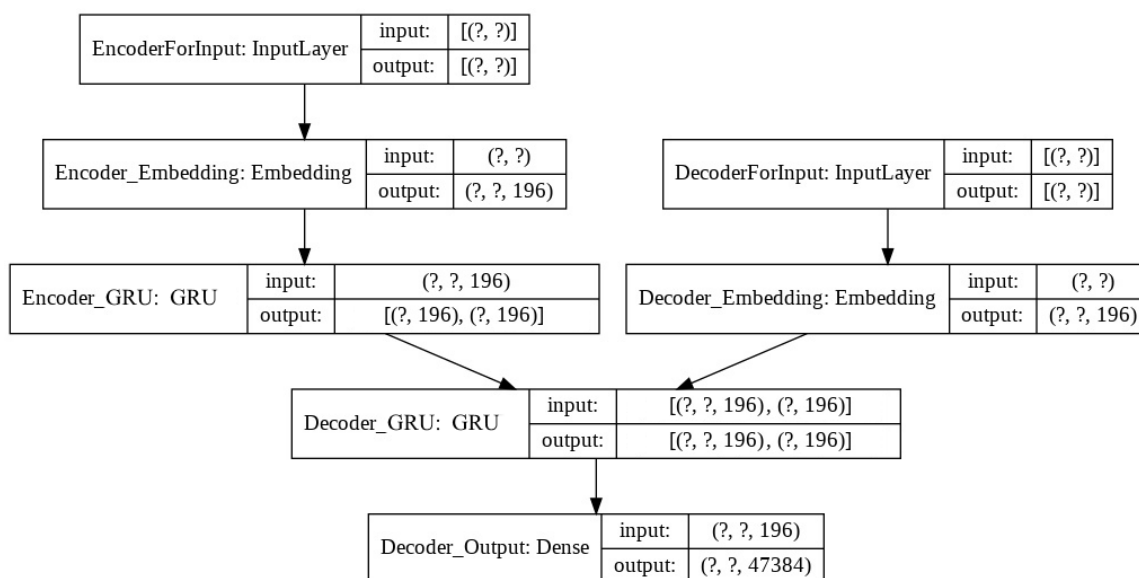 EncoderForInput: InputLayer
input: [(?, ?)]
output: [(?, ?)]
Encoder_Embedding: Embedding
input: (?, ?)
output: (?, ?, 196)
DecoderForInput: InputLayer
input: [(?, ?)]
output: [(?, ?)]
Encoder_GRU: GRU
input: (?, ?, 196)
output: [(?, 196), (?, 196)]
Decoder_Embedding: Embedding
input: (?, ?)
output: (?, ?, 196)
Decoder_GRU: GRU
input: [(?, ?, 196), (?, 196)]
output: [(?, ?, 196), (?, 196)]
Decoder_Output: Dense
input: (?, ?, 196)
output: (?, ?, 47384)